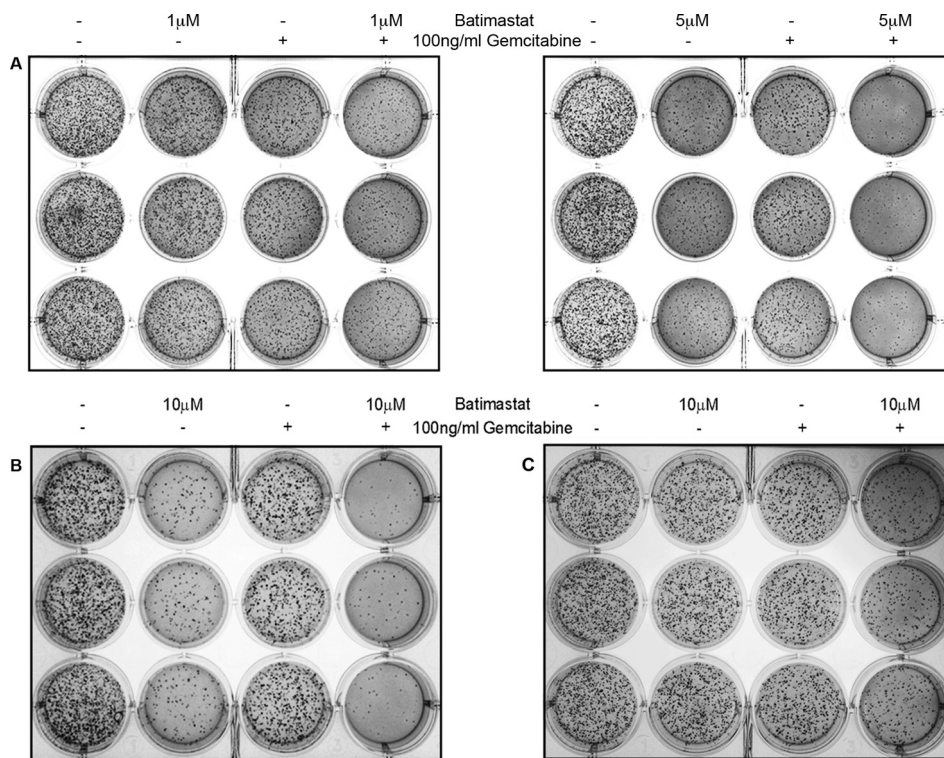 - 1μM - 1μM Batimastat - 5μM - 5μM
- - + + 100ng/ml Gemcitabine - - + +
A
- 10μM - 10μM Batimastat - 10μM - 10μM
- - + + 100ng/ml Gemcitabine - - + +
B C